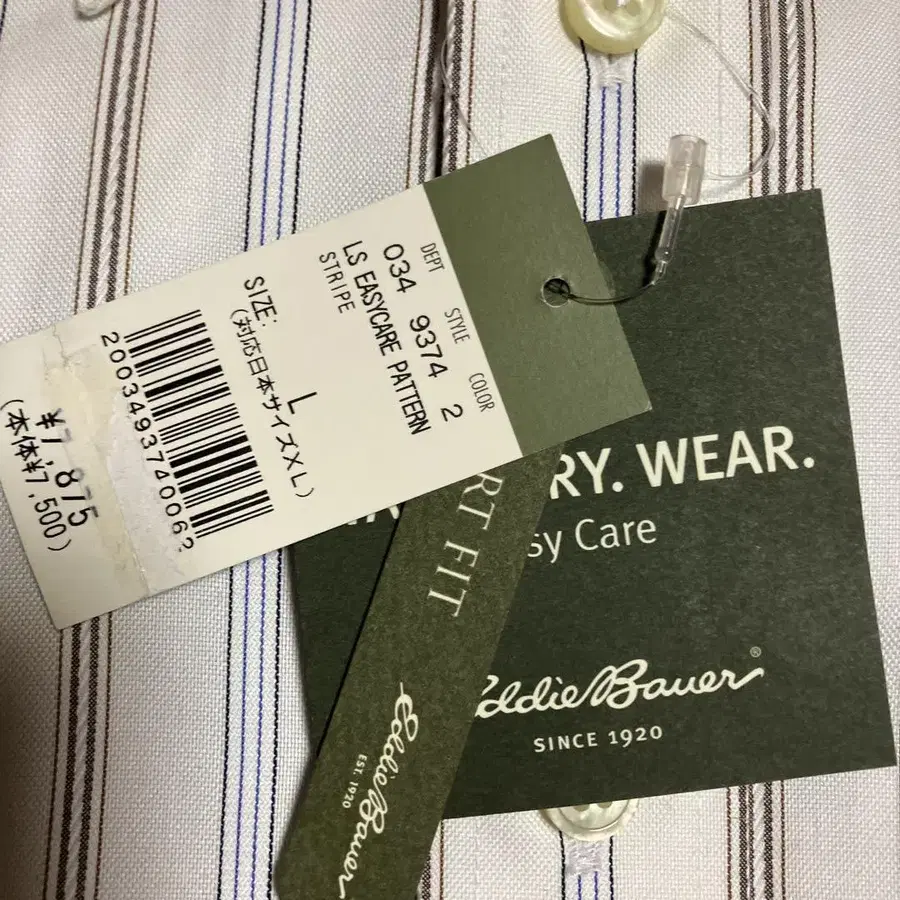 DEPT STYLE COLOR
034 9374 2
LS EASYCARE PATTERN
STRIPE
SIZE: L
(対応日本サイズXL)
2003493740062
¥7,875
(本体¥7,500)
RT FIT
Eddie Bauer
EST. 1920
RY. WEAR.
sy Care
Eddie Bauer®
SINCE 1920